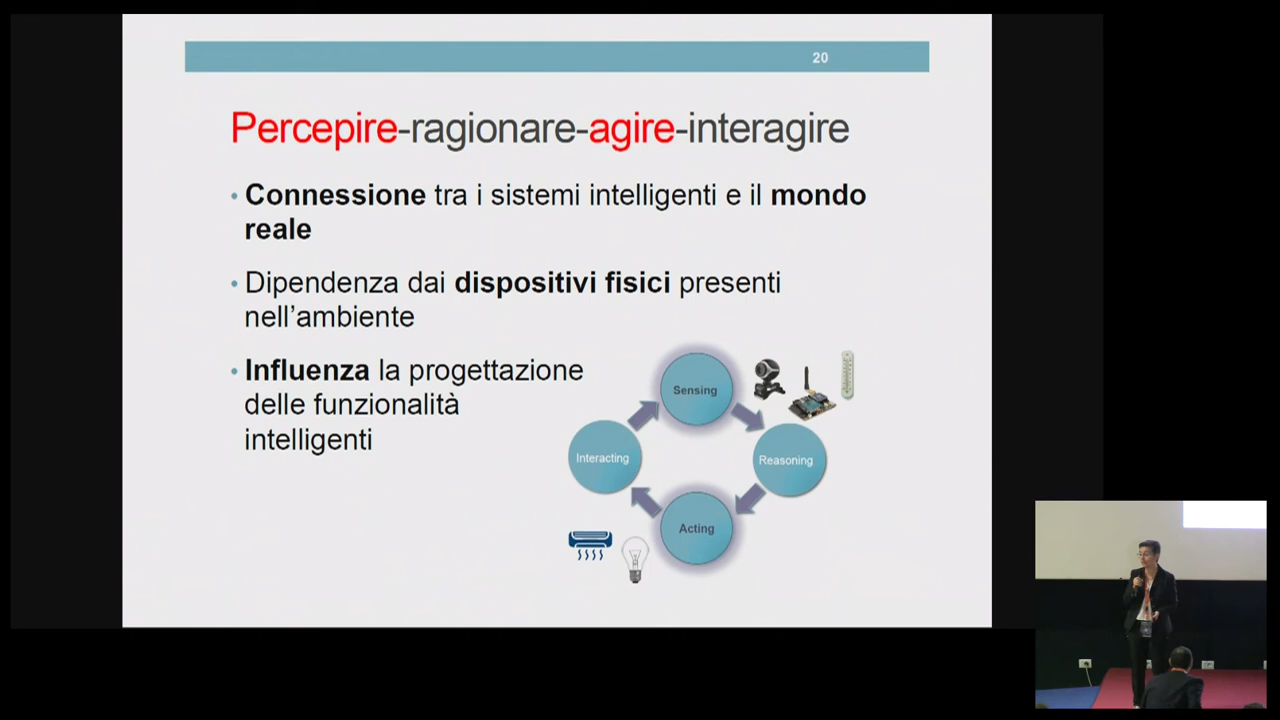 20
Percepire-ragionare-agire-interagire
• Connessione tra i sistemi intelligenti e il mondo
reale
• Dipendenza dai dispositivi fisici presenti
nell'ambiente
• Influenza la progettazione
delle funzionalità
intelligenti
Sensing
Interacting
Reasoning
Acting